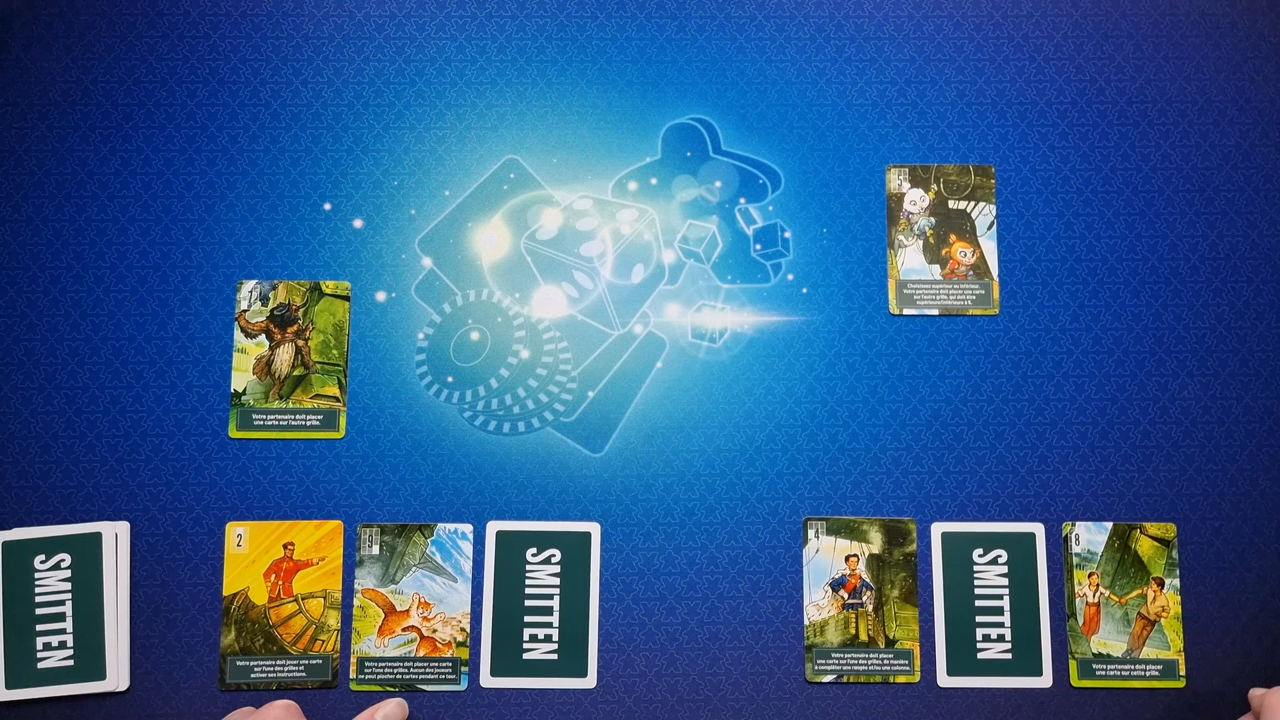 5
Choisissez supérieur ou inférieur.
Votre partenaire doit placer une carte
sur l'autre grille, qui doit être
supérieure/inférieure à 5.
Votre partenaire doit placer
une carte sur l'autre grille.
SMITTEN
2
Votre partenaire doit jouer une carte
sur l'une des grilles et
activer ses instructions.
9
Votre partenaire doit placer une carte
sur l'une des grilles. Aucun des joueurs
ne peut piocher de cartes pendant ce tour.
SMITTEN
4
Votre partenaire doit placer
une carte sur l'une des grilles, de manière
à compléter une rangée et/ou une colonne.
SMITTEN
8
Votre partenaire doit placer
une carte sur cette grille.